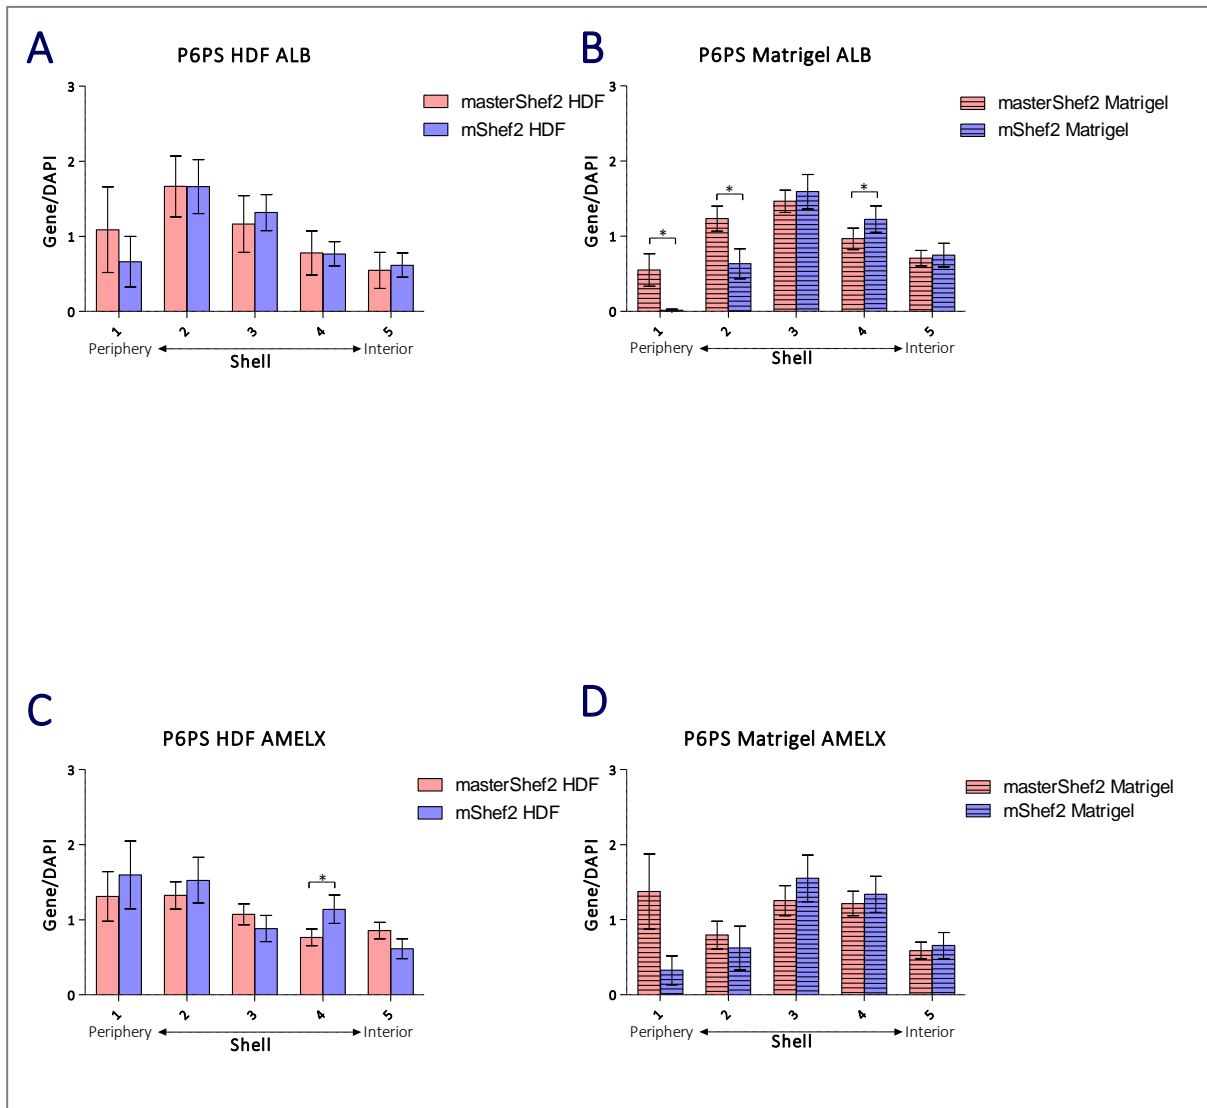 A
P6PS HDF ALB
masterShef2 HDF
mShef2 HDF
Gene/DAPI
3
2
1
0
1
2
3
4
5
Periphery
Interior
Shell
B
P6PS Matrigel ALB
masterShef2 Matrigel
mShef2 Matrigel
Gene/DAPI
3
2
1
0
*
*
*
1
2
3
4
5
Periphery
Interior
Shell
C
P6PS HDF AMELX
masterShef2 HDF
mShef2 HDF
Gene/DAPI
3
2
1
0
*
1
2
3
4
5
Periphery
Interior
Shell
D
P6PS Matrigel AMELX
masterShef2 Matrigel
mShef2 Matrigel
Gene/DAPI
3
2
1
0
1
2
3
4
5
Periphery
Interior
Shell